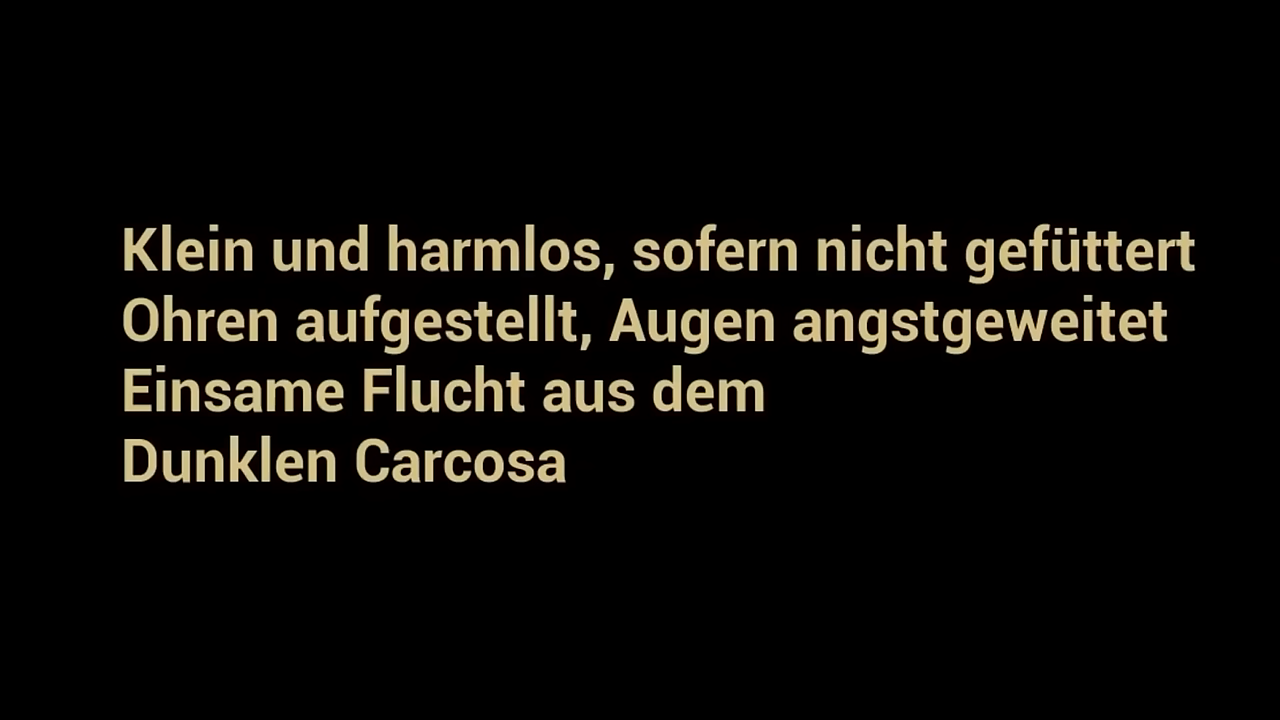 Klein und harmlos, sofern nicht gefüttert
Ohren aufgestellt, Augen angstgeweitet
Einsame Flucht aus dem
Dunklen Carcosa